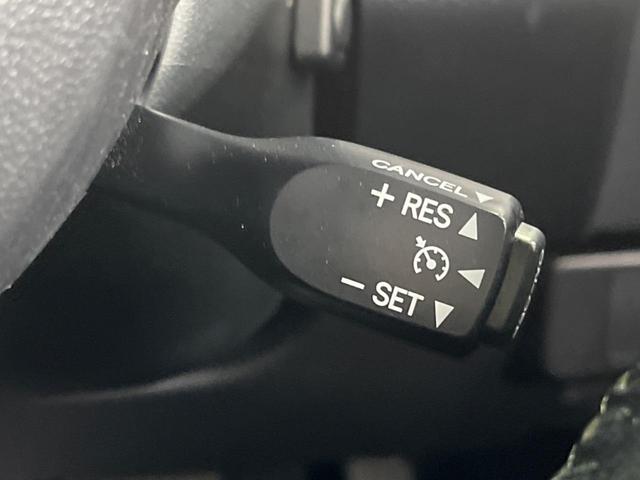 CANCEL ▼
+ RES ▲
◀
− SET ▼